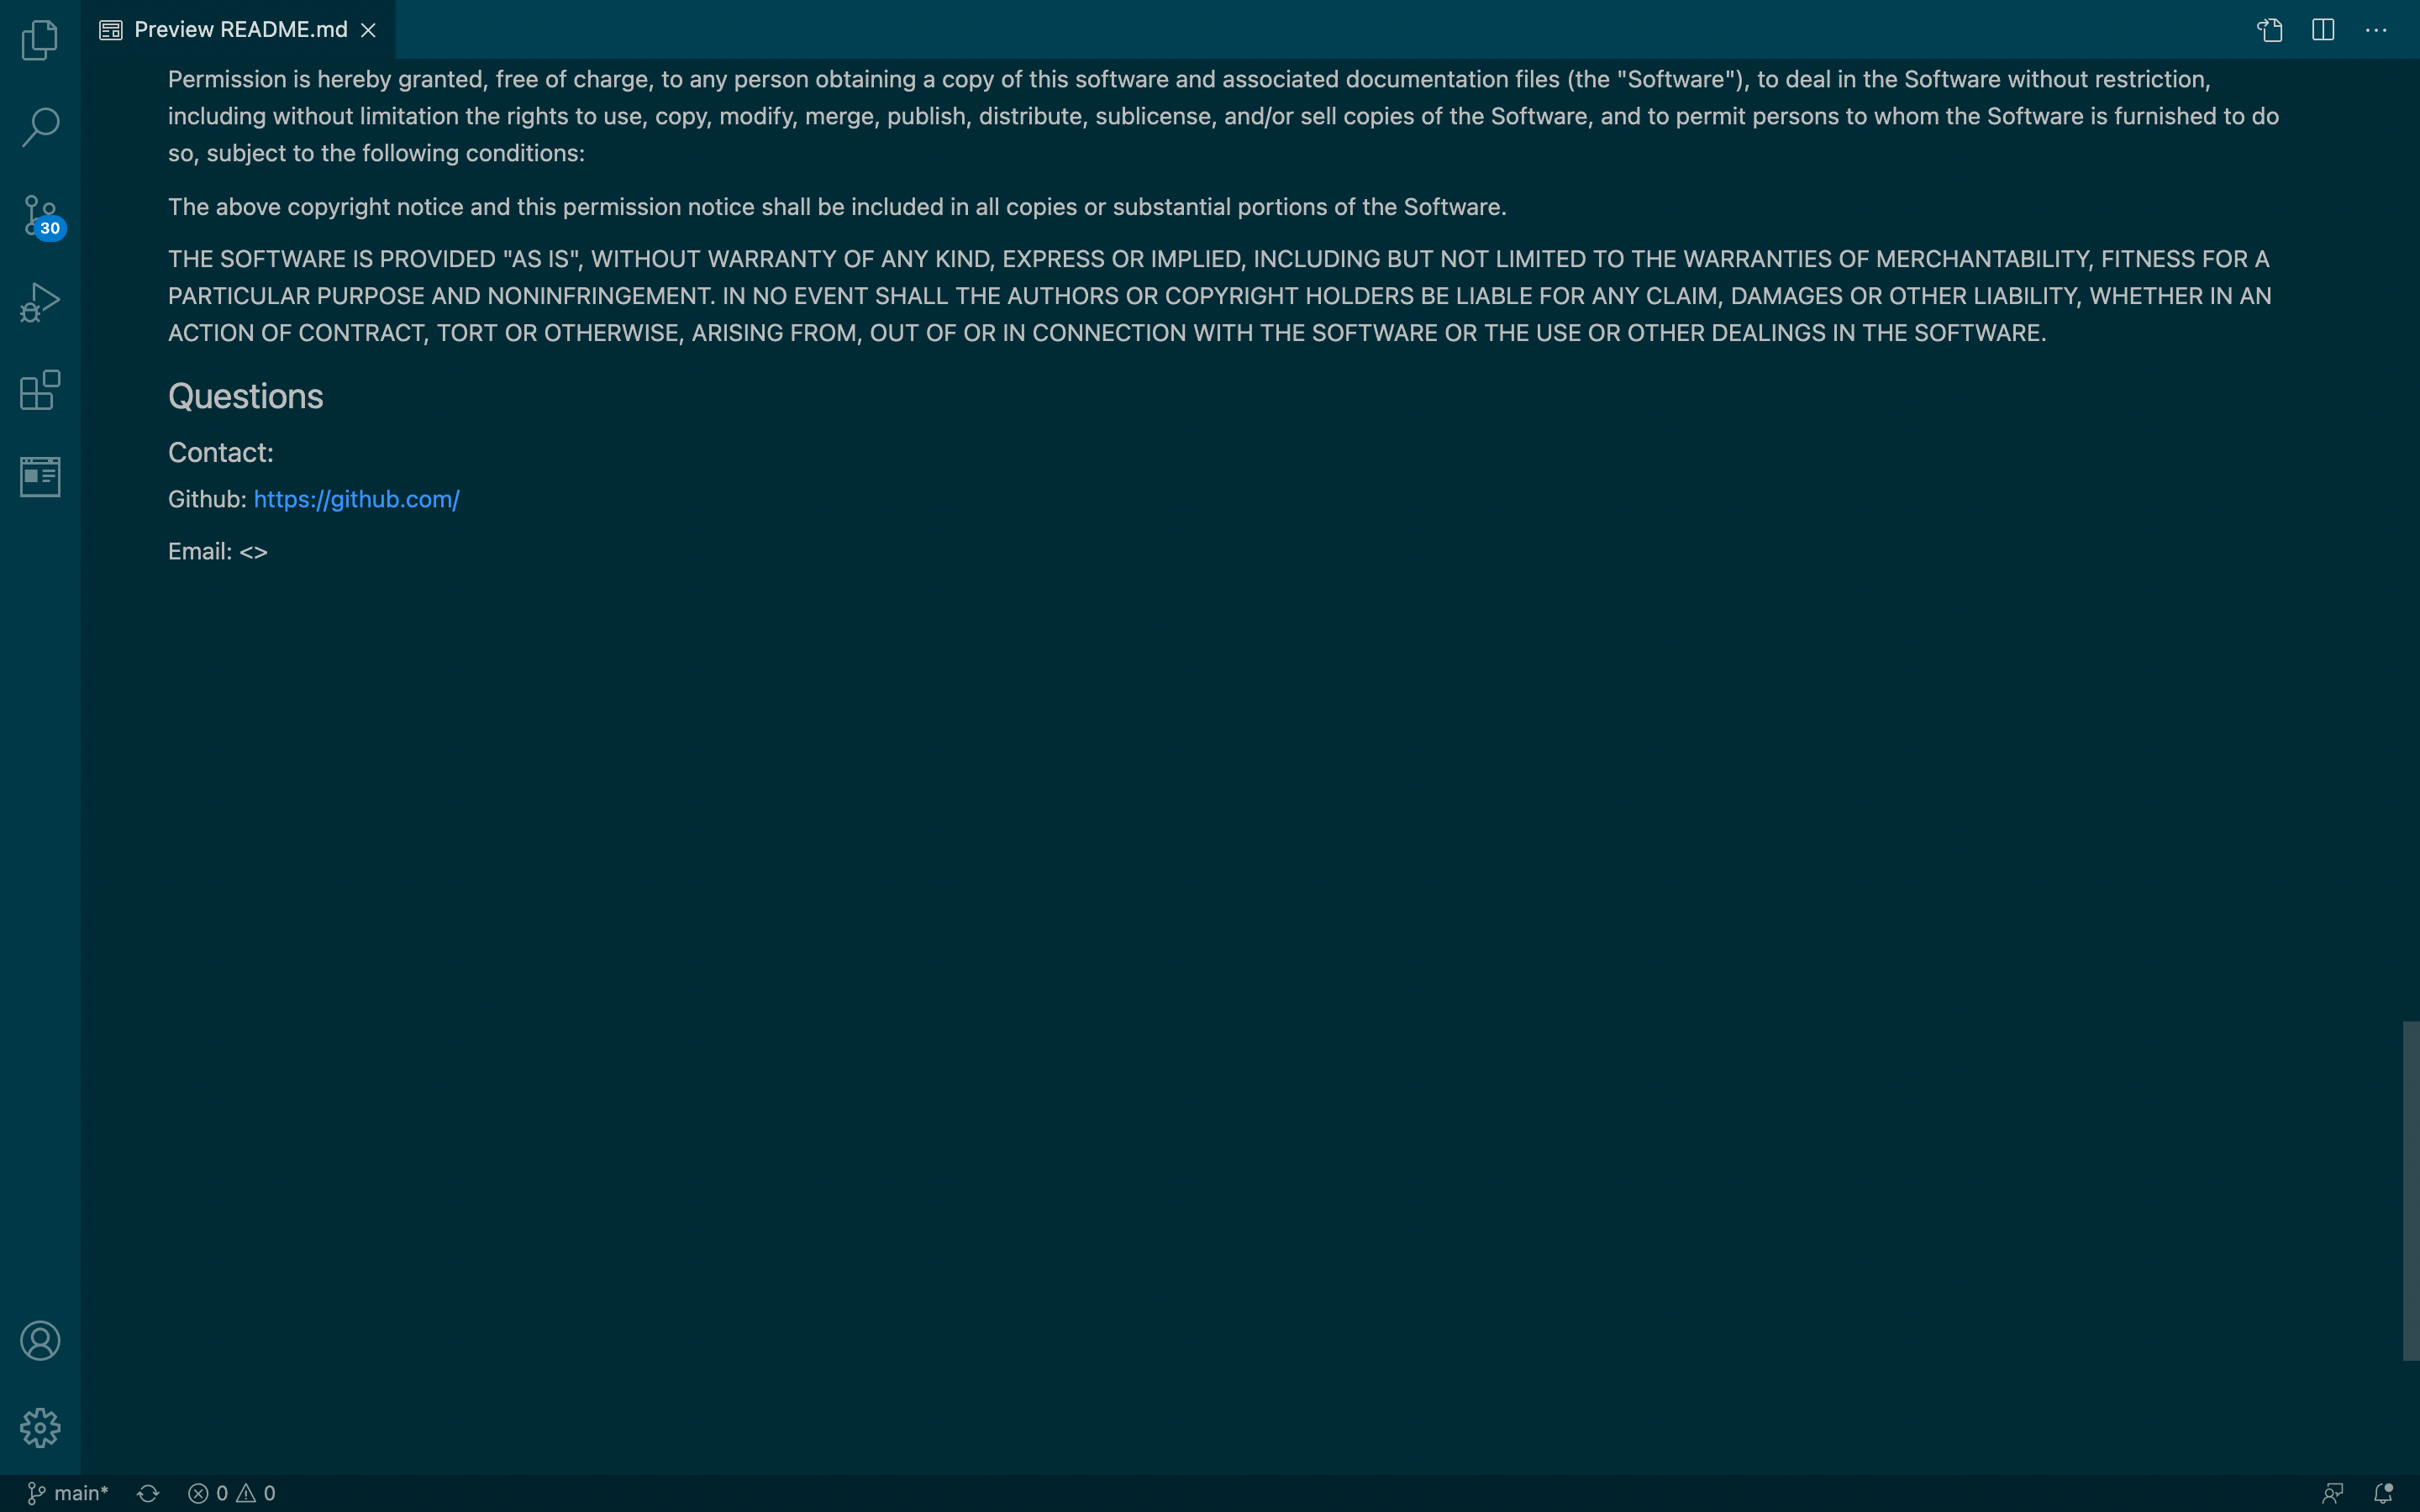 Preview README.md
Permission is hereby granted, free of charge, to any person obtaining a copy of this software and associated documentation files (the "Software"), to deal in the Software without restriction,
including without limitation the rights to use, copy, modify, merge, publish, distribute, sublicense, and/or sell copies of the Software, and to permit persons to whom the Software is furnished to do
so, subject to the following conditions:
The above copyright notice and this permission notice shall be included in all copies or substantial portions of the Software.
THE SOFTWARE IS PROVIDED "AS IS", WITHOUT WARRANTY OF ANY KIND, EXPRESS OR IMPLIED, INCLUDING BUT NOT LIMITED TO THE WARRANTIES OF MERCHANTABILITY, FITNESS FOR A
PARTICULAR PURPOSE AND NONINFRINGEMENT. IN NO EVENT SHALL THE AUTHORS OR COPYRIGHT HOLDERS BE LIABLE FOR ANY CLAIM, DAMAGES OR OTHER LIABILITY, WHETHER IN AN
ACTION OF CONTRACT, TORT OR OTHERWISE, ARISING FROM, OUT OF OR IN CONNECTION WITH THE SOFTWARE OR THE USE OR OTHER DEALINGS IN THE SOFTWARE.
30
Questions
Contact:
Github: https://github.com/
Email: <>
main* 0 0